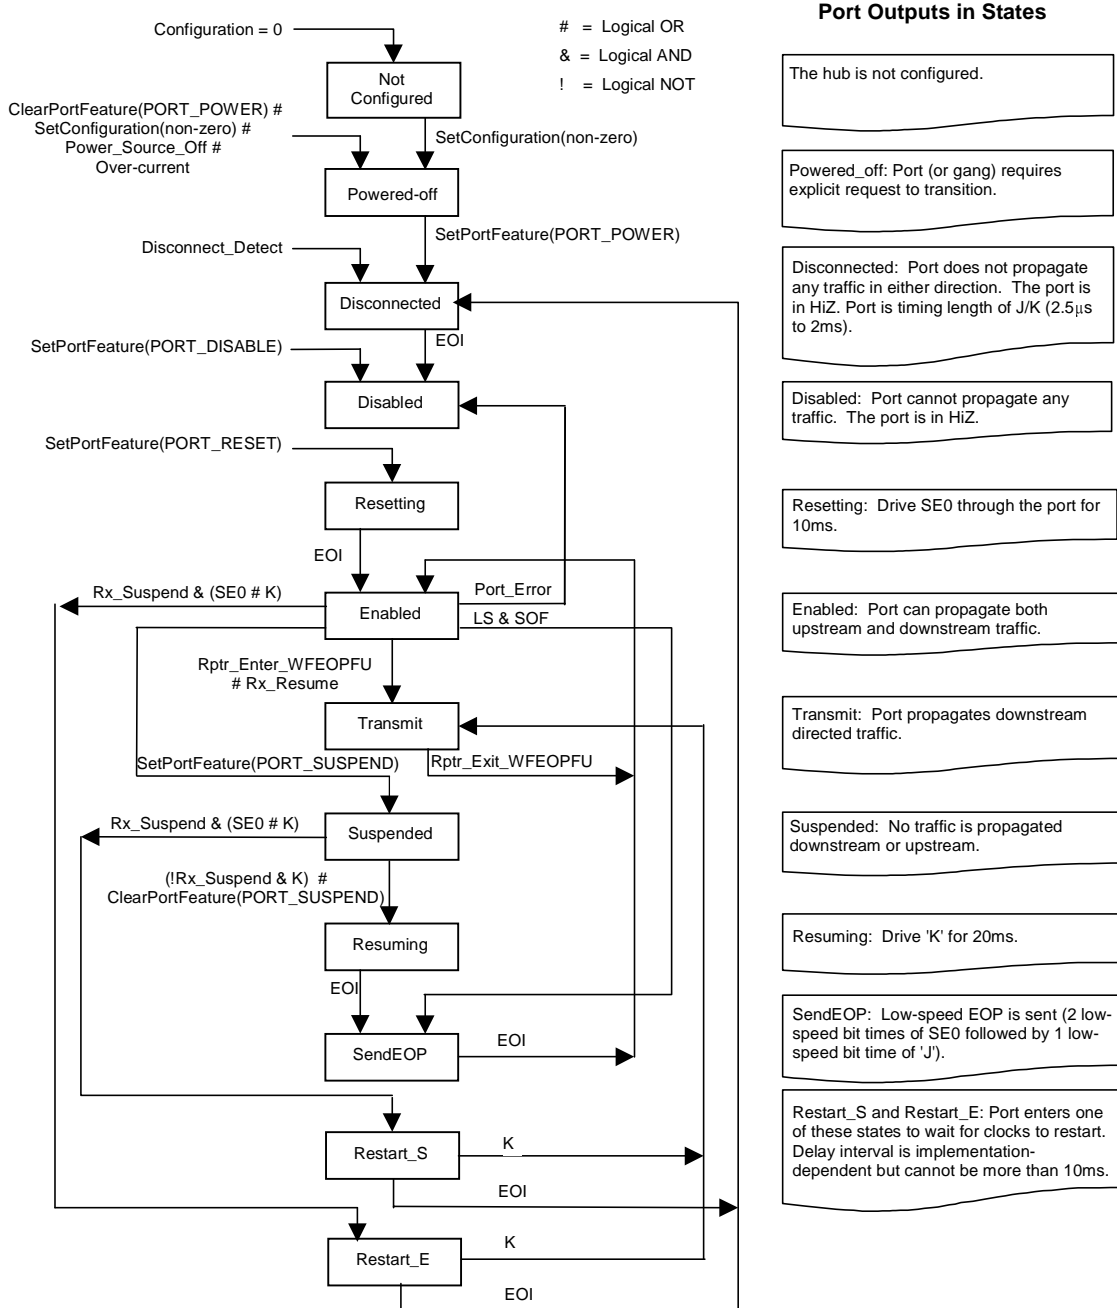 Port Outputs in States
Configuration = 0
# = Logical OR
& = Logical AND
! = Logical NOT
Not
Configured
The hub is not configured.
ClearPortFeature(PORT_POWER) #
SetConfiguration(non-zero) #
Power_Source_Off #
Over-current
SetConfiguration(non-zero)
Powered-off
Powered_off: Port (or gang) requires
explicit request to transition.
SetPortFeature(PORT_POWER)
Disconnect_Detect
Disconnected
Disconnected: Port does not propagate
any traffic in either direction. The port is
in HiZ. Port is timing length of J/K (2.5µs
to 2ms).
EOI
SetPortFeature(PORT_DISABLE)
Disabled
Disabled: Port cannot propagate any
traffic. The port is in HiZ.
SetPortFeature(PORT_RESET)
Resetting
Resetting: Drive SE0 through the port for
10ms.
EOI
Rx_Suspend & (SE0 # K)
Port_Error
Enabled
LS & SOF
Enabled: Port can propagate both
upstream and downstream traffic.
Rptr_Enter_WFEOPFU
# Rx_Resume
Transmit
Transmit: Port propagates downstream
directed traffic.
SetPortFeature(PORT_SUSPEND)
Rptr_Exit_WFEOPFU
Rx_Suspend & (SE0 # K)
Suspended
Suspended: No traffic is propagated
downstream or upstream.
(!Rx_Suspend & K) #
ClearPortFeature(PORT_SUSPEND)
Resuming
Resuming: Drive 'K' for 20ms.
EOI
SendEOP
EOI
SendEOP: Low-speed EOP is sent (2 low-
speed bit times of SE0 followed by 1 low-
speed bit time of 'J').
Restart_S
K
EOI
Restart_S and Restart_E: Port enters one
of these states to wait for clocks to restart.
Delay interval is implementation-
dependent but cannot be more than 10ms.
Restart_E
K
EOI